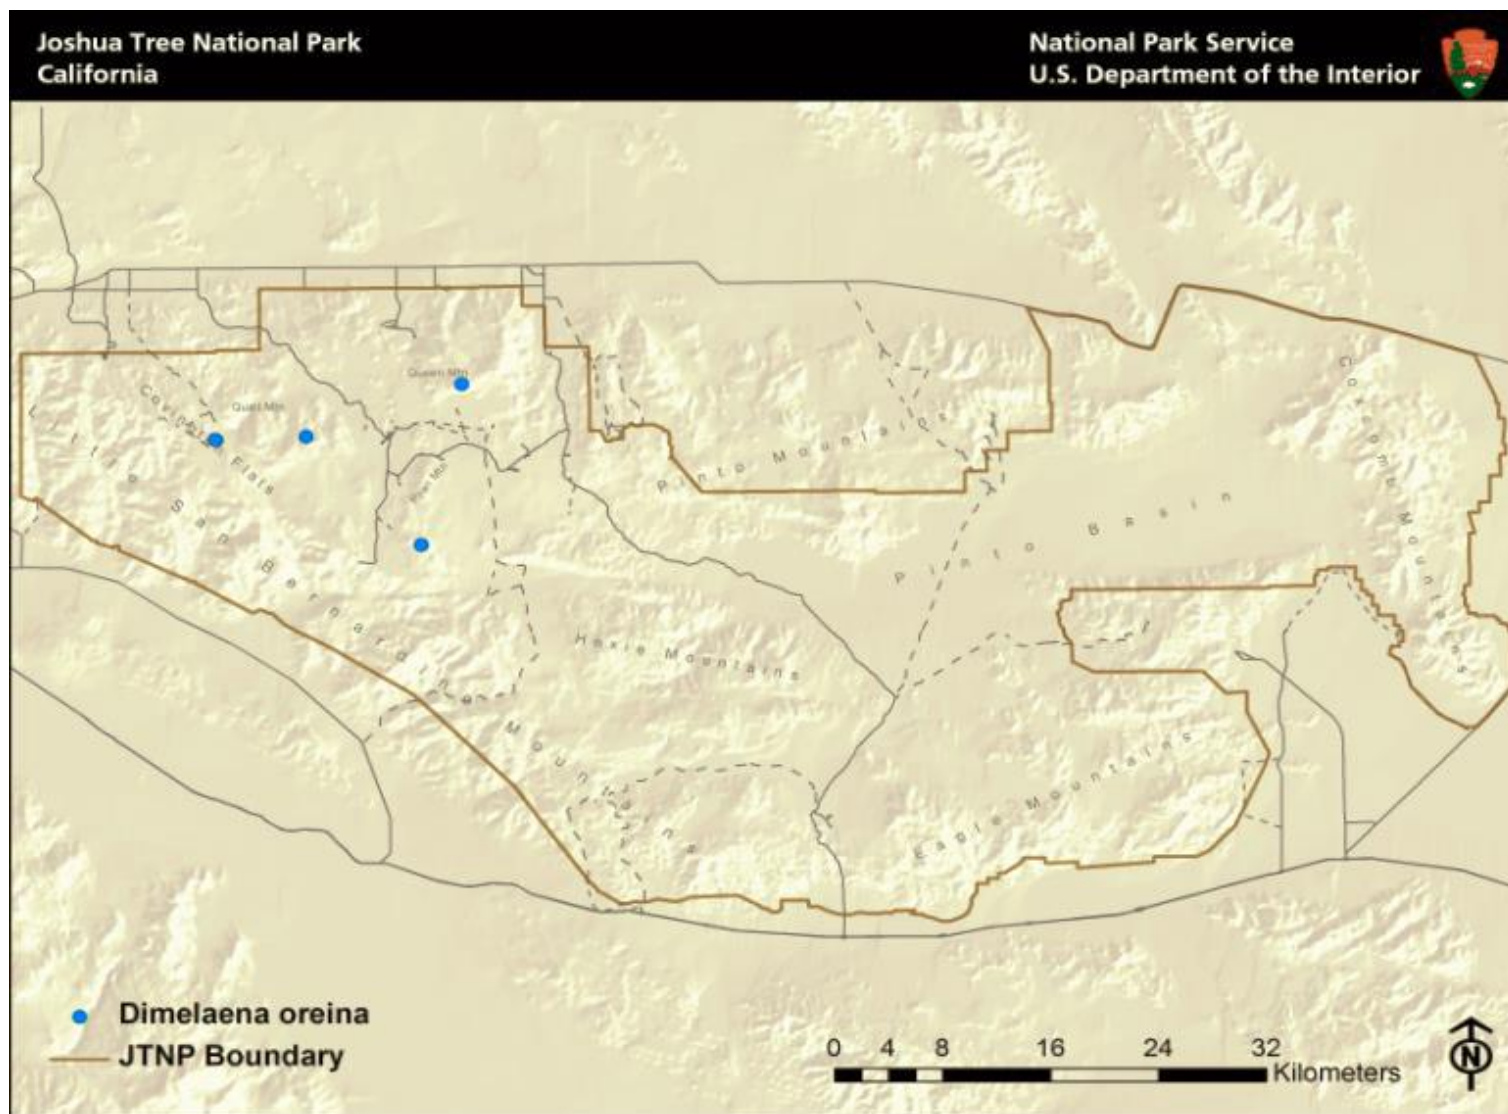 Joshua Tree National Park
California
National Park Service
U.S. Department of the Interior
Queen Mtn
Quail Mtn
Covington Flats
Little San Bernardino Mountains
Pinto Mountains
Coxcomb Mountains
Pinto Basin
Hexie Mountains
Eagle Mountains
Dimelaena oreina
JTNP Boundary
0 4 8 16 24 32
Kilometers
N